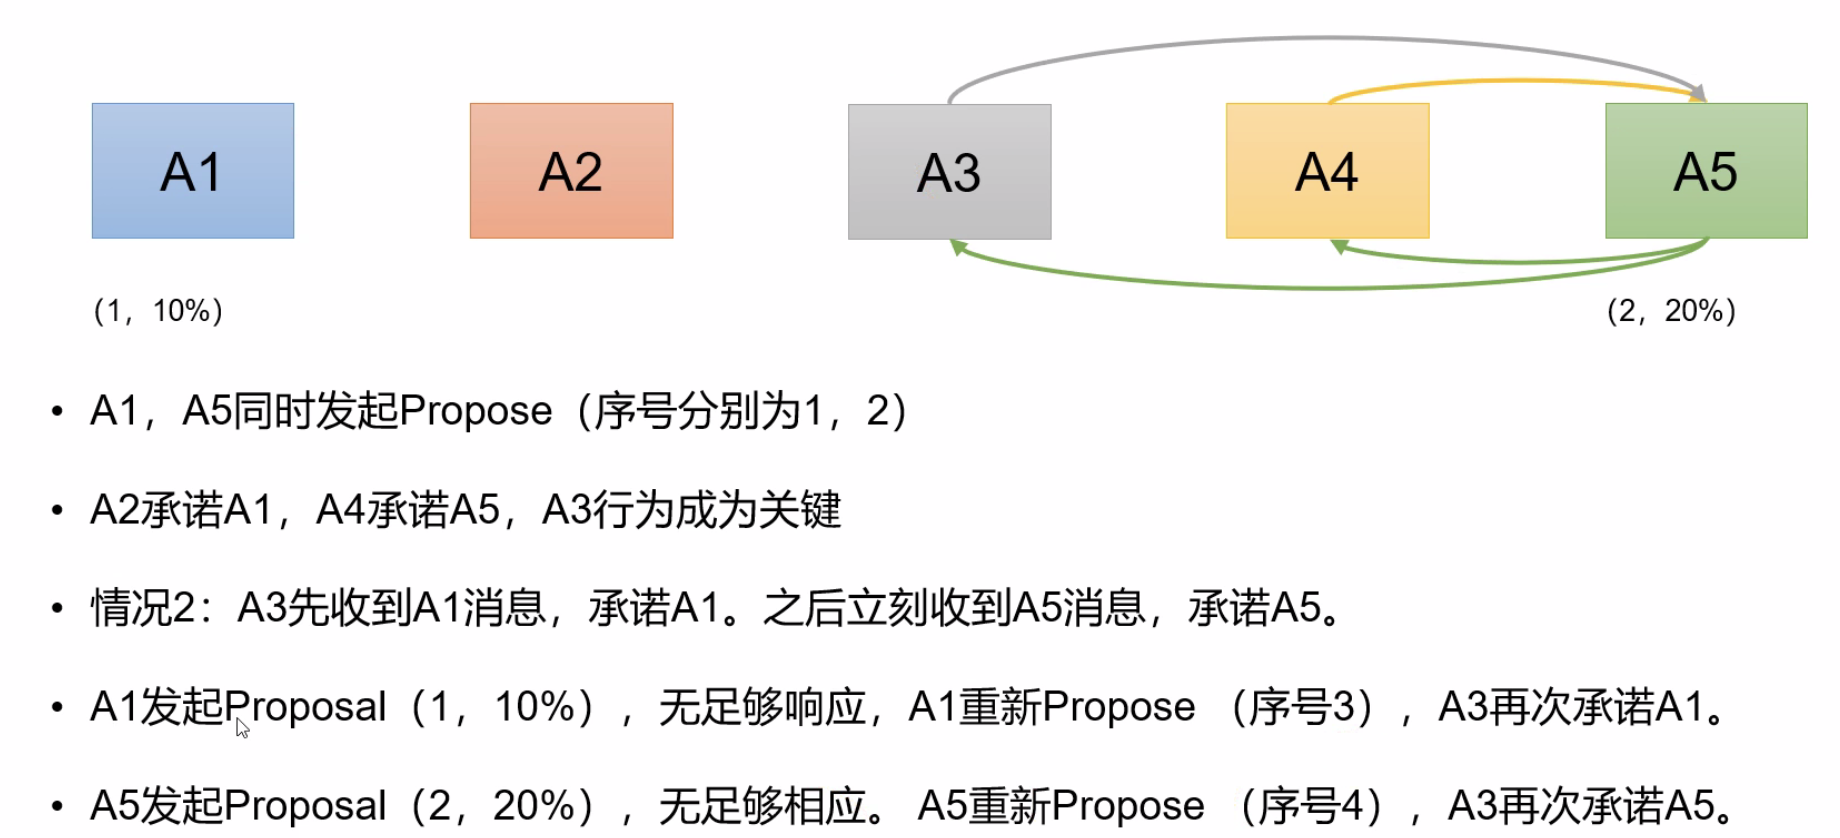 A1
A2
A3
A4
A5
（1，10%）
（2，20%）
• A1，A5同时发起Propose（序号分别为1，2）
• A2承诺A1，A4承诺A5，A3行为成为关键
• 情况2：A3先收到A1消息，承诺A1。之后立刻收到A5消息，承诺A5。
• A1发起Proposal（1，10%），无足够响应，A1重新Propose （序号3），A3再次承诺A1。
• A5发起Proposal（2，20%），无足够相应。 A5重新Propose （序号4），A3再次承诺A5。